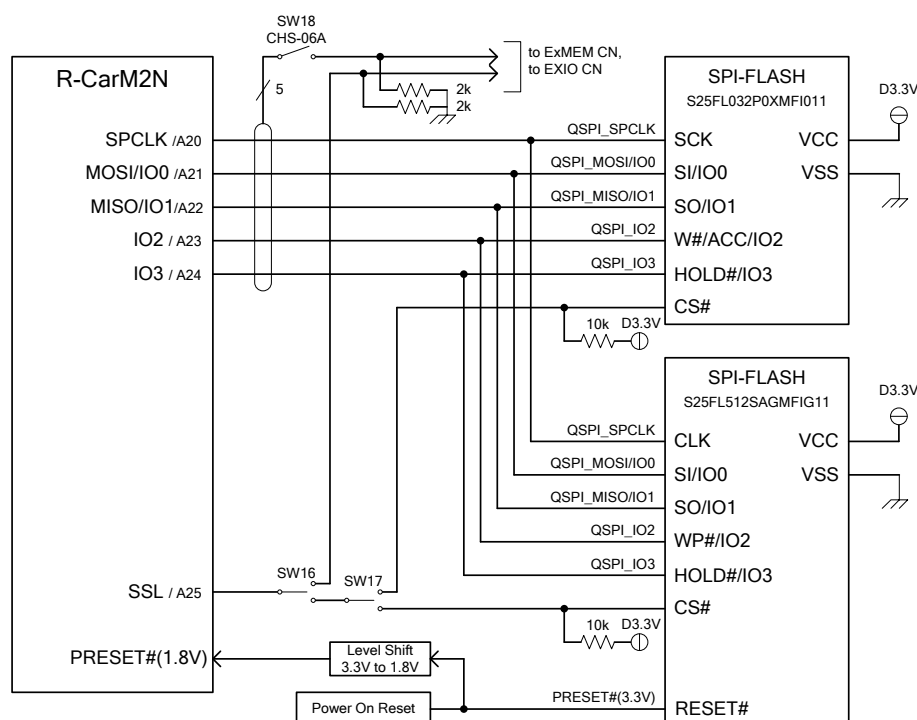 SW18
CHS-06A
to ExMEM CN,
to EXIO CN
5
2k
2k
R-CarM2N
SPCLK /A20
MOSI/IO0 /A21
MISO/IO1/A22
IO2 / A23
IO3 / A24
SSL / A25
PRESET#(1.8V)
SPI-FLASH
S25FL032P0XMFI011
D3.3V
QSPI_SPCLK
SCK
VCC
QSPI_MOSI/IO0
SI/IO0
VSS
QSPI_MISO/IO1
SO/IO1
QSPI_IO2
W#/ACC/IO2
QSPI_IO3
HOLD#/IO3
CS#
10k
D3.3V
SPI-FLASH
S25FL512SAGMFIG11
D3.3V
QSPI_SPCLK
CLK
VCC
QSPI_MOSI/IO0
SI/IO0
VSS
QSPI_MISO/IO1
SO/IO1
QSPI_IO2
WP#/IO2
QSPI_IO3
HOLD#/IO3
SW16
SW17
CS#
10k
D3.3V
Level Shift
3.3V to 1.8V
Power On Reset
PRESET#(3.3V)
RESET#